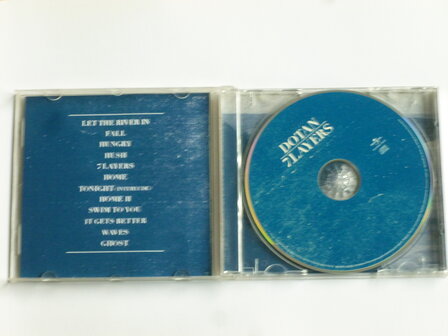 LET THE RIVER IN
FALL
HUNGRY
HUSH
7 LAYERS
HOME
TONIGHT (INTERLUDE)
HOME II
SWIM TO YOU
IT GETS BETTER
WAVES
GHOST
DOTAN
7 LAYERS